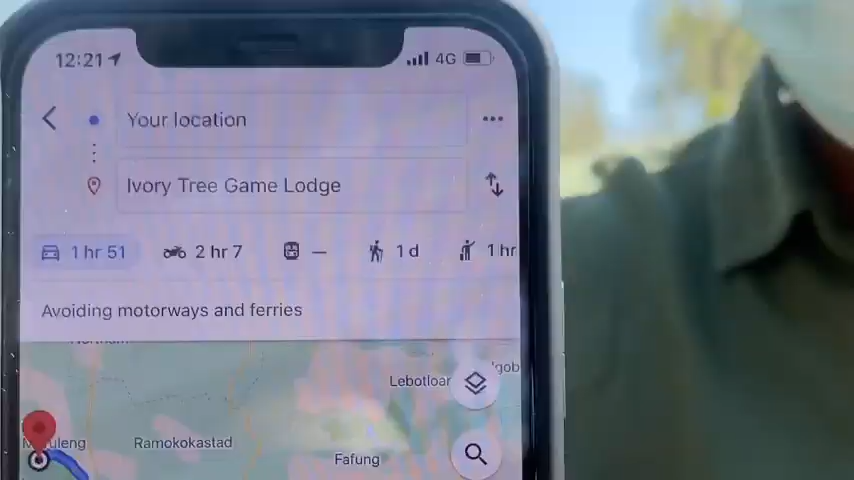 12:21
4G
Your location
Ivory Tree Game Lodge
1 hr 51
2 hr 7
—
1 d
1 hr
Avoiding motorways and ferries
Lebotloan
Ramokokastad
Fafung